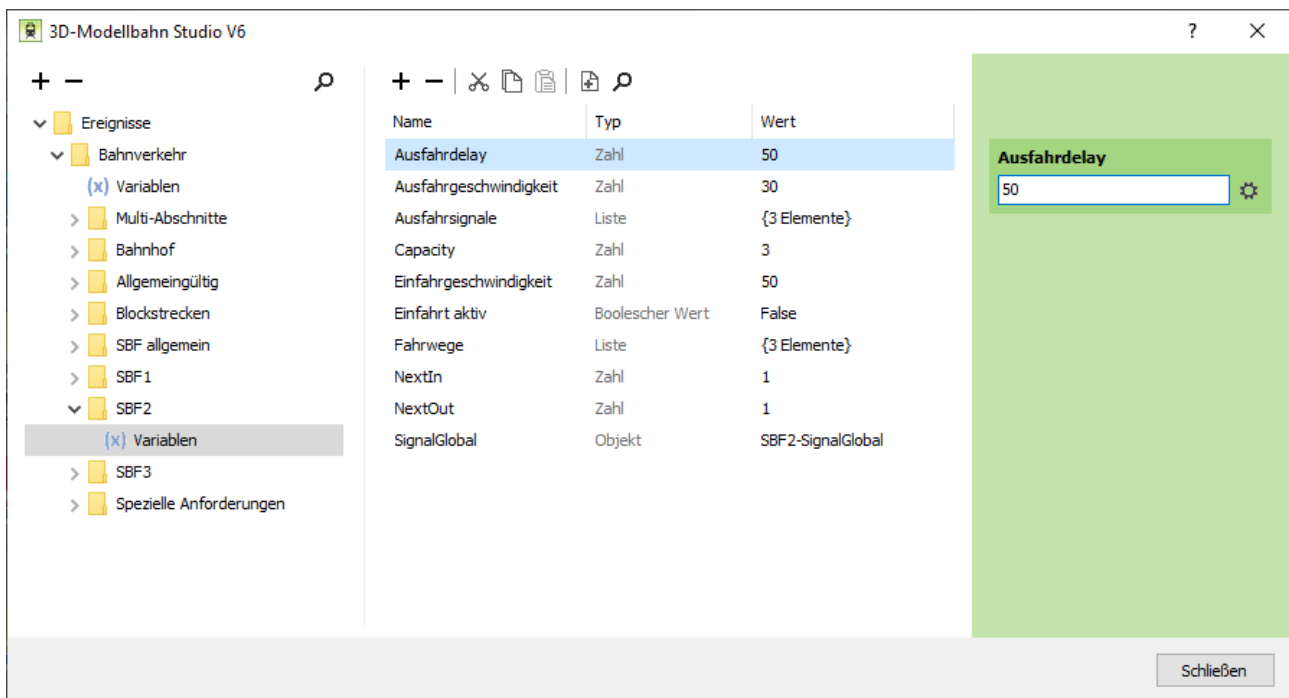 3D-Modellbahn Studio V6
Ereignisse
Bahnverkehr
(x) Variablen
Multi-Abschnitte
Bahnhof
Allgemeingültig
Blockstrecken
SBF allgemein
SBF1
SBF2
(x) Variablen
SBF3
Spezielle Anforderungen
Name Typ Wert
Ausfahrdelay Zahl 50
Ausfahrgeschwindigkeit Zahl 30
Ausfahrsignale Liste {3 Elemente}
Capacity Zahl 3
Einfahrgeschwindigkeit Zahl 50
Einfahrt aktiv Boolescher Wert False
Fahrwege Liste {3 Elemente}
NextIn Zahl 1
NextOut Zahl 1
SignalGlobal Objekt SBF2-SignalGlobal
Ausfahrdelay
50
Schließen